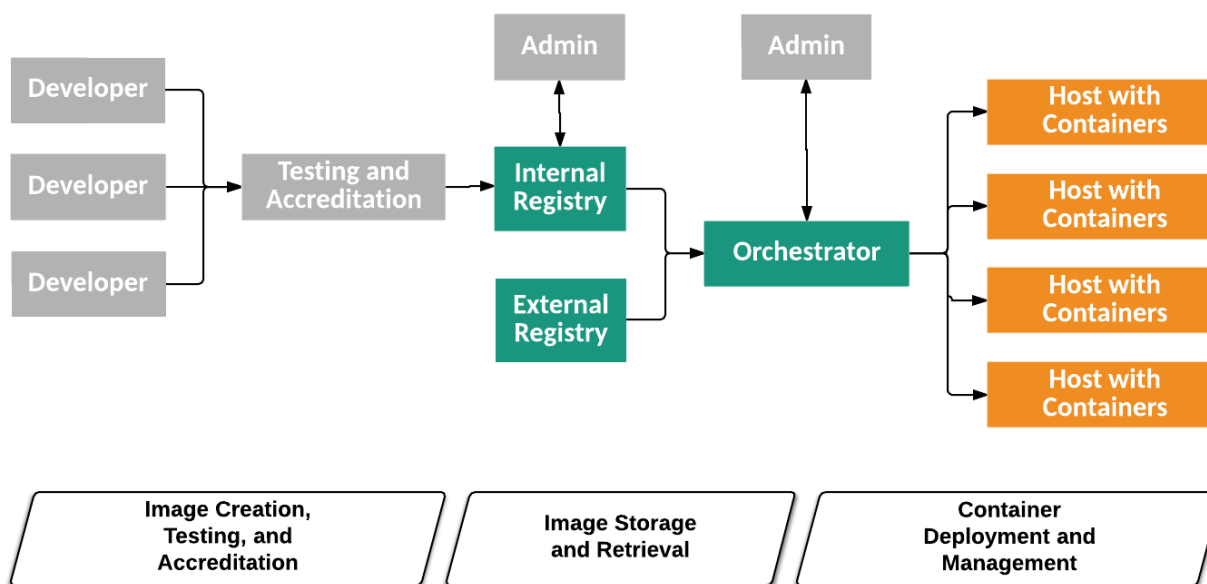 Admin
Admin
Developer
Developer
Developer
Testing and
Accreditation
Internal
Registry
External
Registry
Orchestrator
Host with
Containers
Host with
Containers
Host with
Containers
Host with
Containers
Image Creation,
Testing, and
Accreditation
Image Storage
and Retrieval
Container
Deployment and
Management